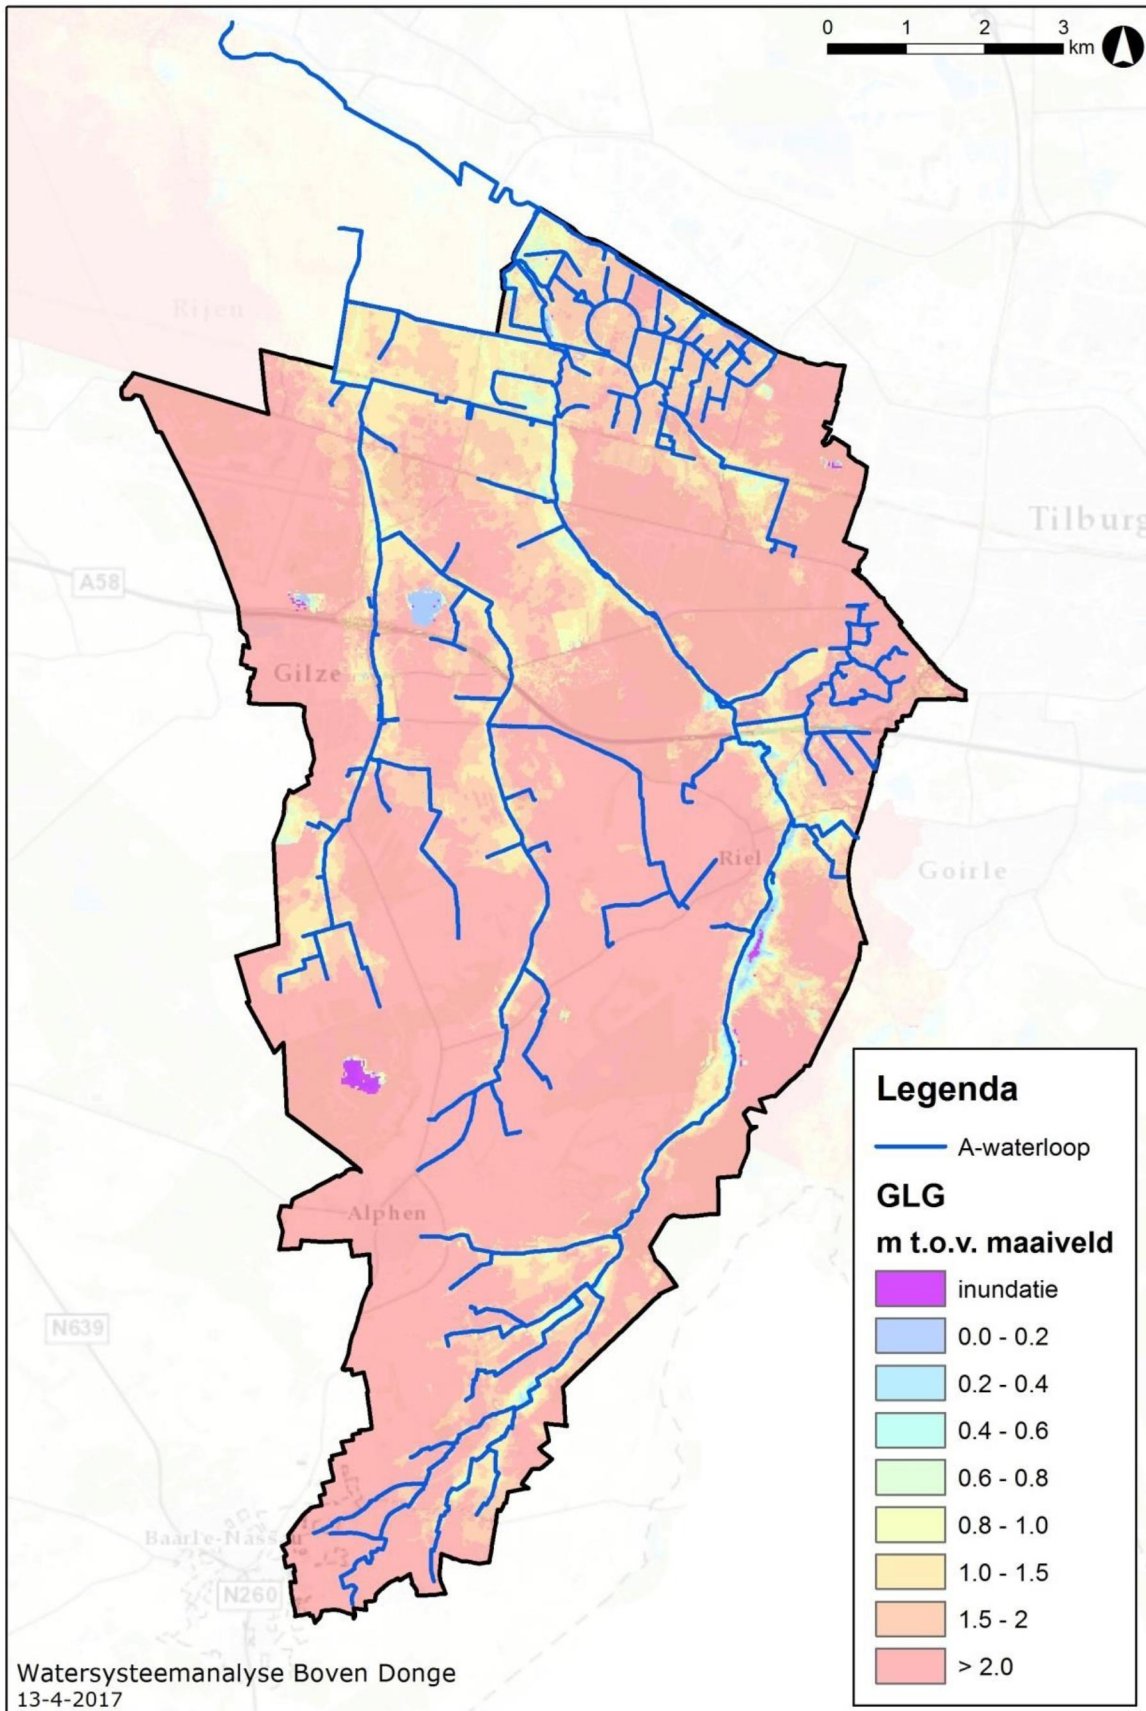 0 1 2 3
km
Rijen
Tilburg
A58
Gilze
Riel
Goirle
Alphen
N639
Baarle-Nassau
N260
Legenda
A-waterloop
GLG
m t.o.v. maaiveld
inundatie
0.0 - 0.2
0.2 - 0.4
0.4 - 0.6
0.6 - 0.8
0.8 - 1.0
1.0 - 1.5
1.5 - 2
> 2.0
Watersysteemanalyse Boven Donge
13-4-2017